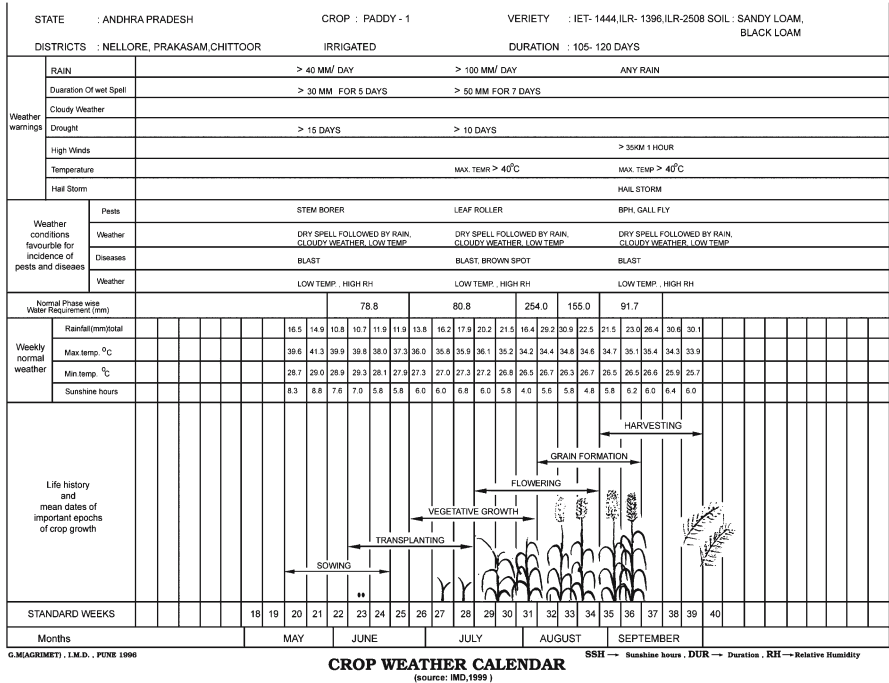 STATE : ANDHRA PRADESH CROP : PADDY - 1 VERIETY : IET- 1444,ILR- 1396,ILR-2508 SOIL : SANDY LOAM,
BLACK LOAM
DISTRICTS : NELLORE, PRAKASAM,CHITTOOR IRRIGATED DURATION : 105- 120 DAYS
Weather warnings
RAIN > 40 MM/ DAY > 100 MM/DAY ANY RAIN
Duaration Of wet Spell > 30 MM FOR 5 DAYS > 50 MM FOR 7 DAYS
Cloudy Weather
Drought > 15 DAYS > 10 DAYS
High Winds > 35KM 1 HOUR
Temperature MAX. TEMR > 40°C MAX. TEMP > 40°C
Hail Storm HAIL STORM
Weather
conditions
favourble for
incidence of
pests and diseaes
Pests STEM BORER LEAF ROLLER BPH, GALL FLY
Weather DRY SPELL FOLLOWED BY RAIN, DRY SPELL FOLLOWED BY RAIN, DRY SPELL FOLLOWED BY RAIN,
CLOUDY WEATHER, LOW TEMP CLOUDY WEATHER, LOW TEMP CLOUDY WEATHER, LOW TEMP
Diseases BLAST BLAST, BROWN SPOT BLAST
Weather LOW TEMP. , HIGH RH LOW TEMP. , HIGH RH LOW TEMP. , HIGH RH
Normal Phase wise
Water Requirement (mm) 78.8 80.8 254.0 155.0 91.7
Weekly
normal
weather
Rainfall(mm)total 16.5 14.9 10.8 10.7 11.9 11.9 13.8 16.2 17.9 20.2 21.5 16.4 29.2 30.9 22.5 21.5 23.0 26.4 30.6 30.1
Max.temp. °C 39.6 41.3 39.9 39.8 38.0 37.3 36.0 35.8 35.9 36.1 35.2 34.2 34.4 34.8 34.6 34.7 35.1 35.4 34.3 33.9
Min.temp. °C 28.7 29.0 28.9 29.3 28.1 27.9 27.3 27.0 27.3 27.2 26.8 26.5 26.7 26.3 26.7 26.5 26.5 26.6 25.9 25.7
Sunshine hours 8.3 8.8 7.6 7.0 5.8 5.8 6.0 6.0 6.8 6.0 5.8 4.0 5.6 5.8 4.8 5.8 6.2 6.0 6.4 6.0
Life history
and
mean dates of
important epochs
of crop growth
HARVESTING
GRAIN FORMATION
FLOWERING
VEGETATIVE GROWTH
TRANSPLANTING
SOWING
STANDARD WEEKS 18 19 20 21 22 23 24 25 26 27 28 29 30 31 32 33 34 35 36 37 38 39 40
Months MAY JUNE JULY AUGUST SEPTEMBER
G.M(AGRIMET) , I.M.D. , PUNE 1996 SSH → Sunshine hours , DUR → Duration , RH → Relative Humidity
CROP WEATHER CALENDAR
(source: IMD,1999 )